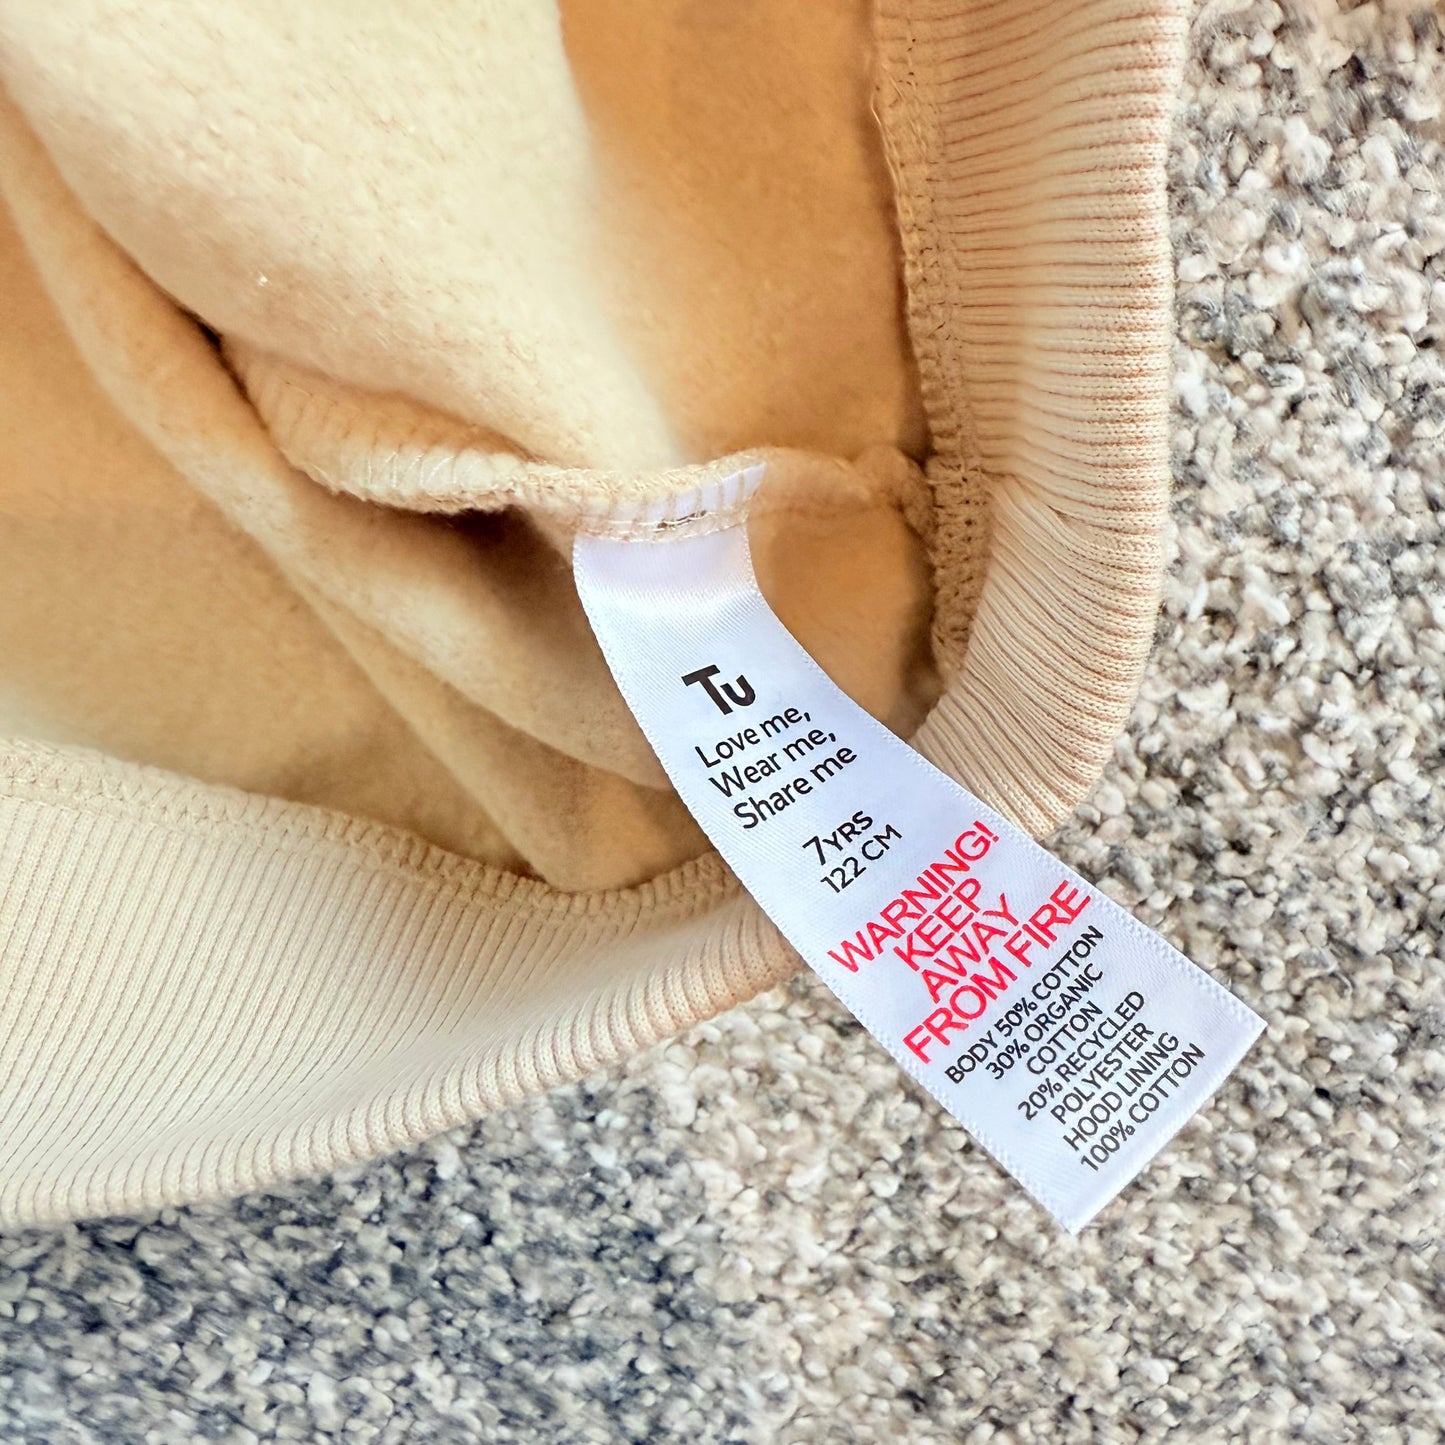 Tu
Love me,
Wear me,
Share me
7YRS
122 CM
WARNING!
KEEP
AWAY
FROM FIRE
BODY 50% COTTON
30% ORGANIC
COTTON
20% RECYCLED
POLYESTER
HOOD LINING
100% COTTON